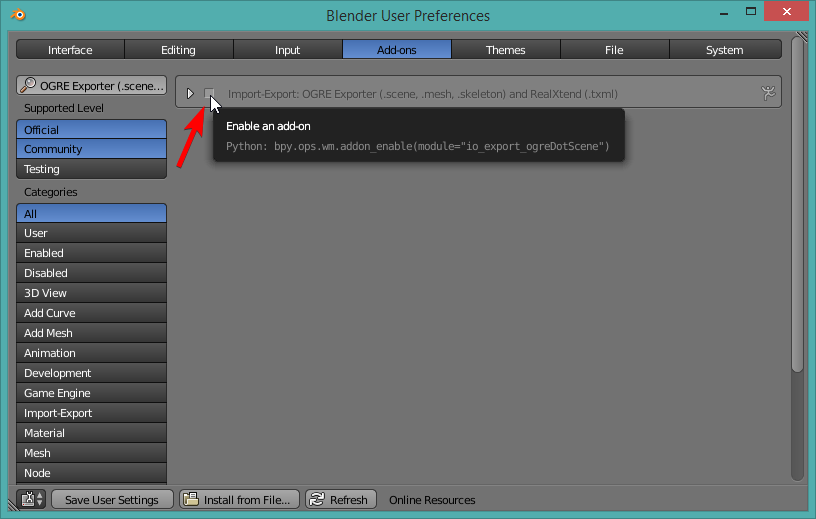 Blender User Preferences
Interface Editing Input Add-ons Themes File System
OGRE Exporter (.scene...
Import-Export: OGRE Exporter (.scene, .mesh, .skeleton) and RealXtend (.txml)
Supported Level
Enable an add-on
Official
Python: bpy.ops.wm.addon_enable(module="io_export_ogreDotScene")
Community
Testing
Categories
All
User
Enabled
Disabled
3D View
Add Curve
Add Mesh
Animation
Development
Game Engine
Import-Export
Material
Mesh
Node
Save User Settings Install from File... Refresh Online Resources